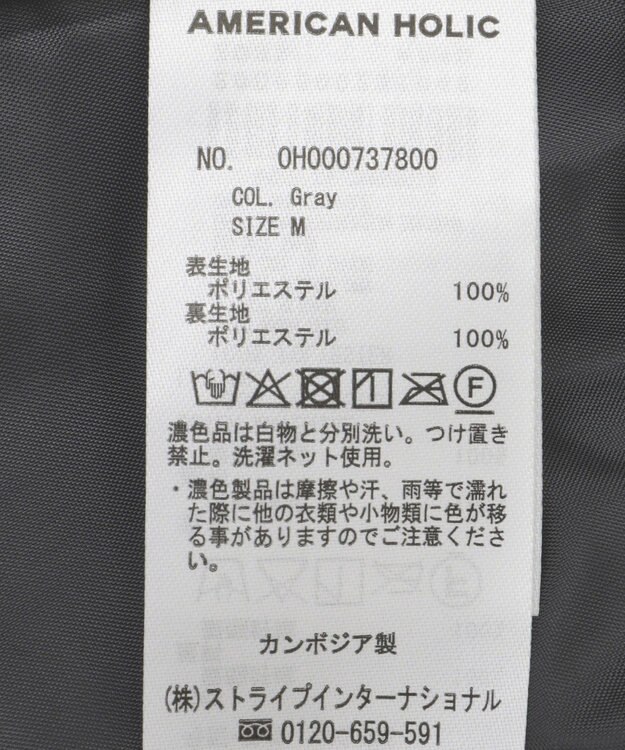 AMERICAN HOLIC
NO. 0H000737800
COL. Gray
SIZE M
表生地
ポリエステル 100%
裏生地
ポリエステル 100%
F
濃色品は白物と分別洗い。つけ置き
禁止。洗濯ネット使用。
・濃色製品は摩擦や汗、雨等で濡れ
た際に他の衣類や小物類に色が移
る事がありますのでご注意くださ
い。
カンボジア製
(株)ストライプインターナショナル
0120-659-591